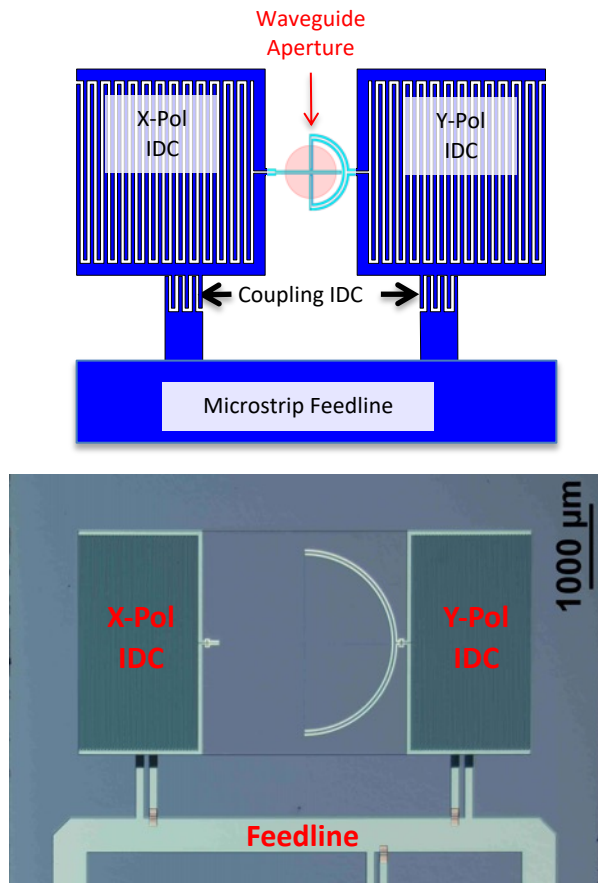 Waveguide
Aperture
X-Pol
IDC
Y-Pol
IDC
Coupling IDC
Microstrip Feedline
1000 µm
X-Pol
IDC
Y-Pol
IDC
Feedline